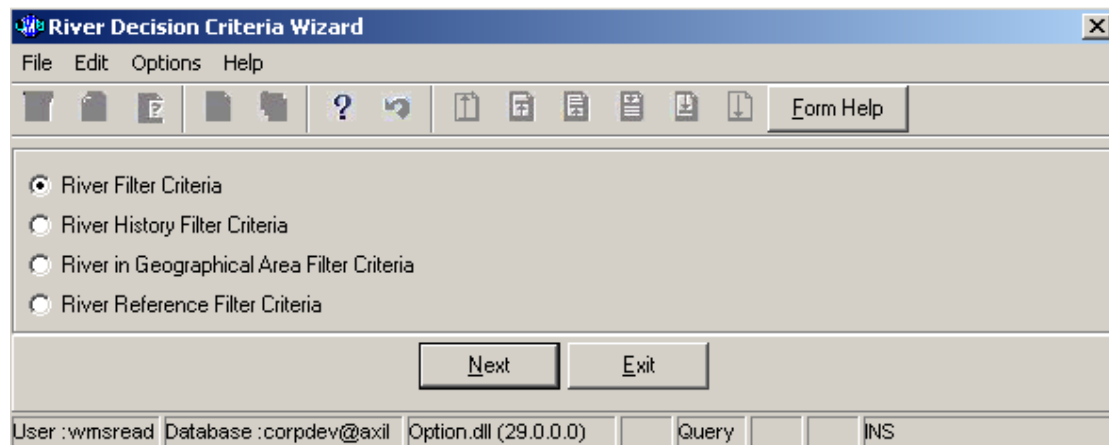 River Decision Criteria Wizard
File Edit Options Help
? Form Help
River Filter Criteria
River History Filter Criteria
River in Geographical Area Filter Criteria
River Reference Filter Criteria
Next Exit
User :wmsread Database :corpdev@axil Option.dll (29.0.0.0) Query INS